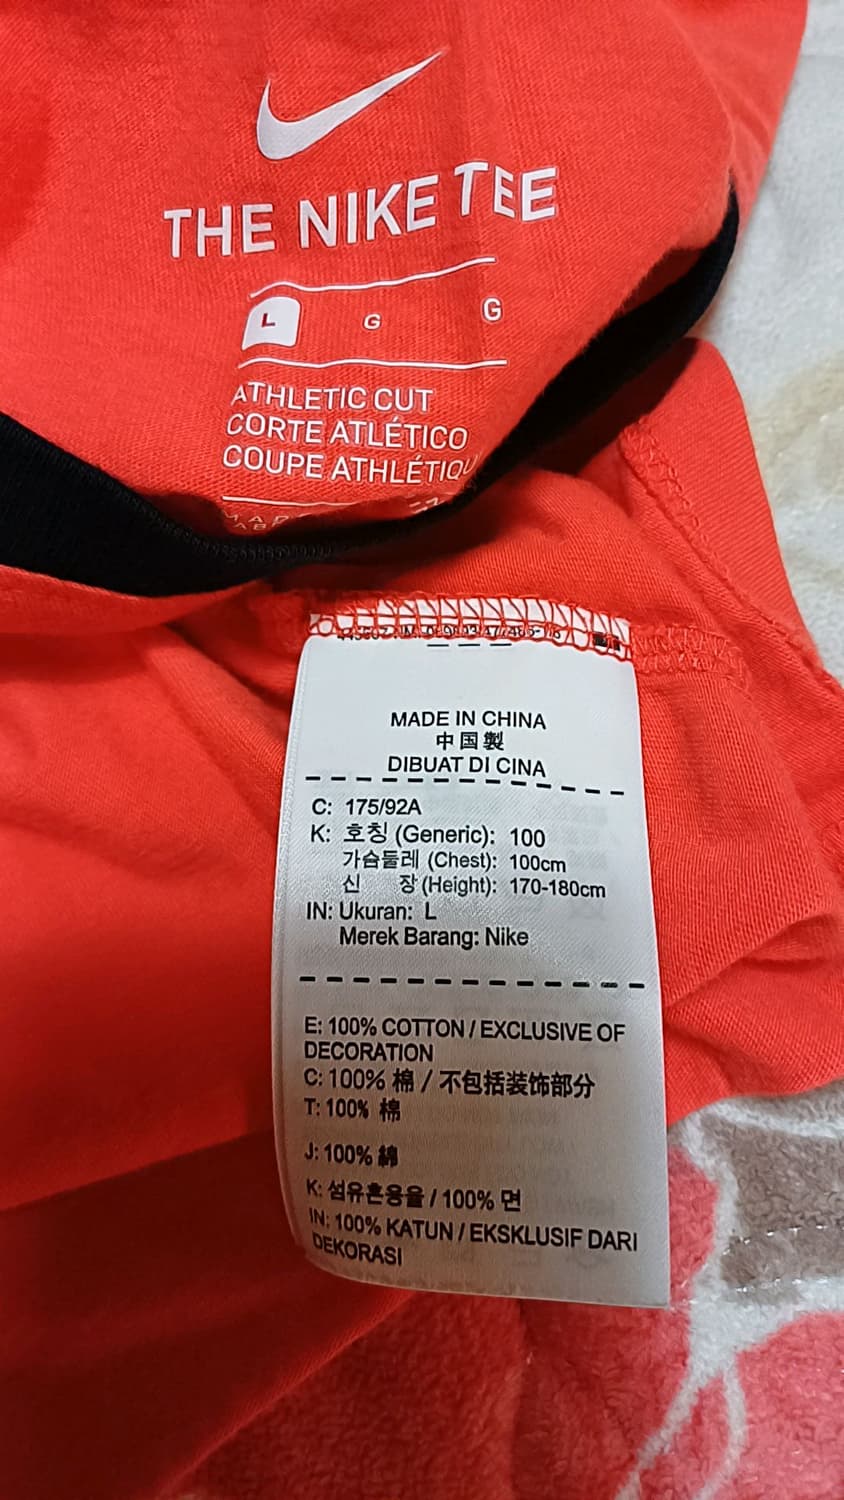 THE NIKE TEE
L G G
ATHLETIC CUT
CORTE ATLÉTICO
COUPE ATHLÉTIQU
MADE IN CHINA
中国製
DIBUAT DI CINA
C: 175/92A
K: 호칭 (Generic): 100
가슴둘레 (Chest): 100cm
신 장 (Height): 170-180cm
IN: Ukuran: L
Merek Barang: Nike
E: 100% COTTON / EXCLUSIVE OF
DECORATION
C: 100% 棉 / 不包括装饰部分
T: 100% 棉
J: 100% 綿
K: 섬유혼용율 / 100% 면
IN: 100% KATUN / EKSKLUSIF DARI
DEKORASI